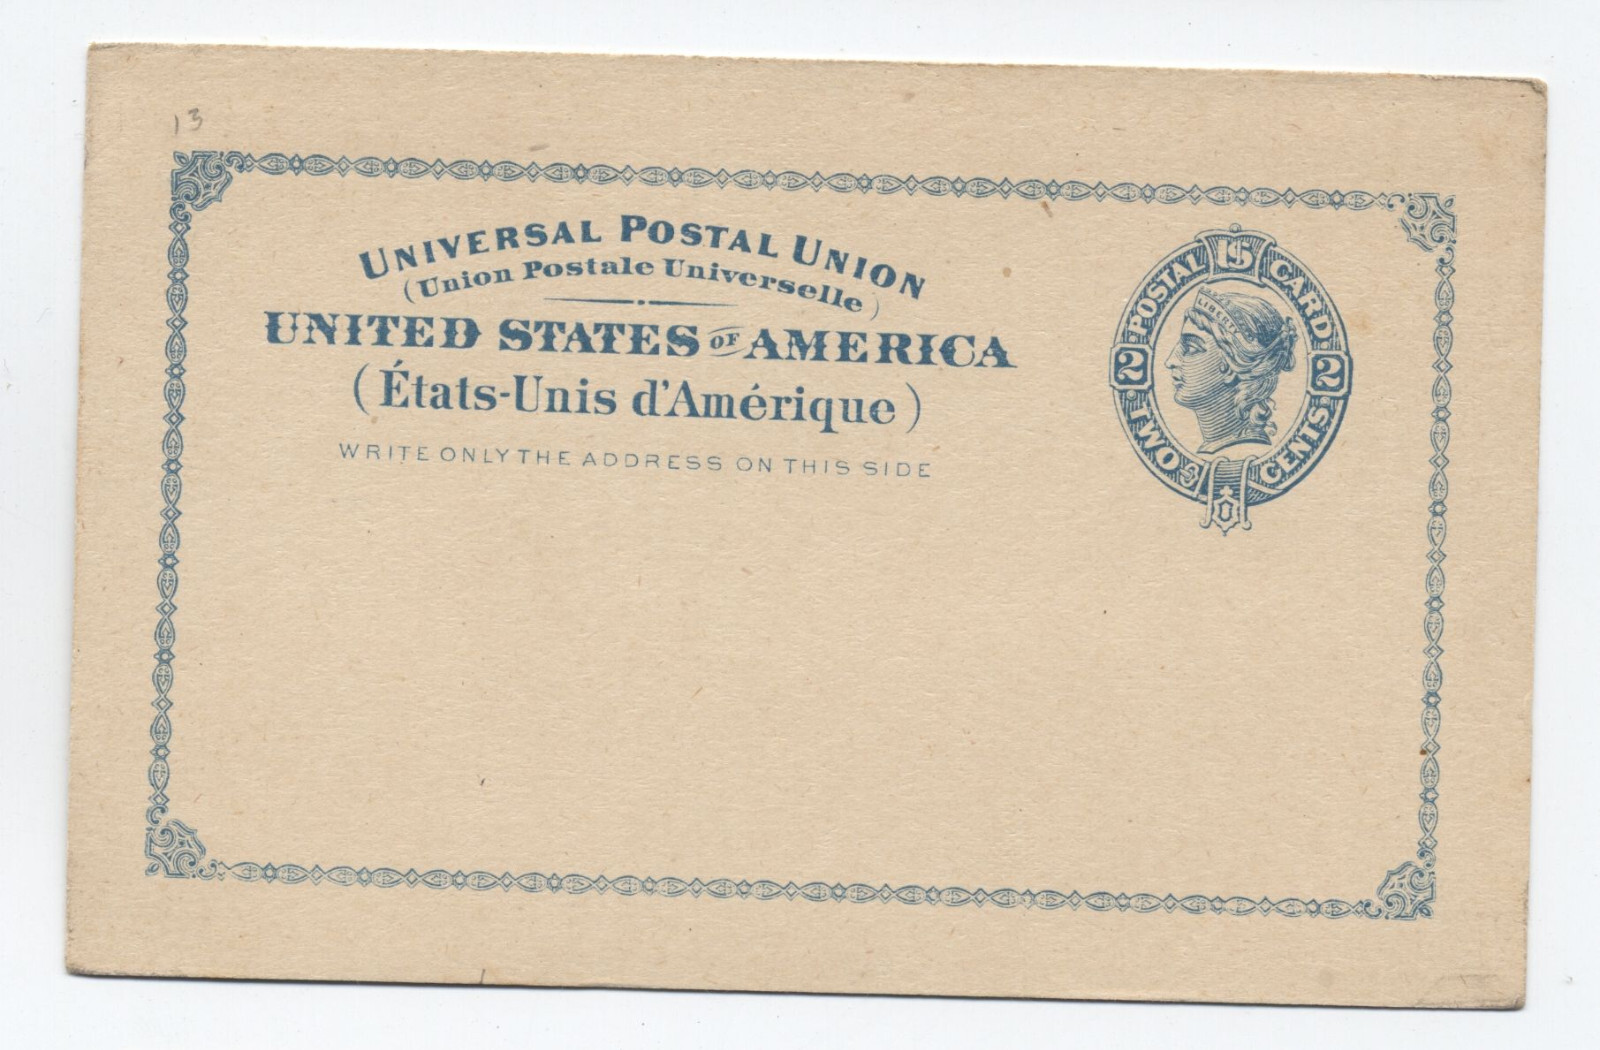 13
UNIVERSAL POSTAL UNION
(Union Postale Universelle)
UNITED STATES OF AMERICA
(États-Unis d'Amérique)
WRITE ONLY THE ADDRESS ON THIS SIDE
POSTAL US CARD
LIBERTY
2 2
TWO CENTS